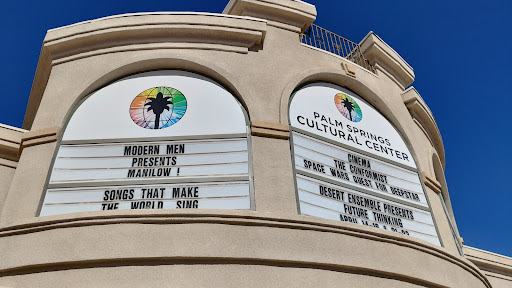 MODERN MEN
PRESENTS
MANILOW !
SONGS THAT MAKE
THE WORLD SING
PALM SPRINGS
CULTURAL CENTER
CINEMA
THE CONFORMIST
SPACE WARS QUEST FOR DEEPSTAR
DESERT ENSEMBLE PRESENTS
FUTURE THINKING
APRIL